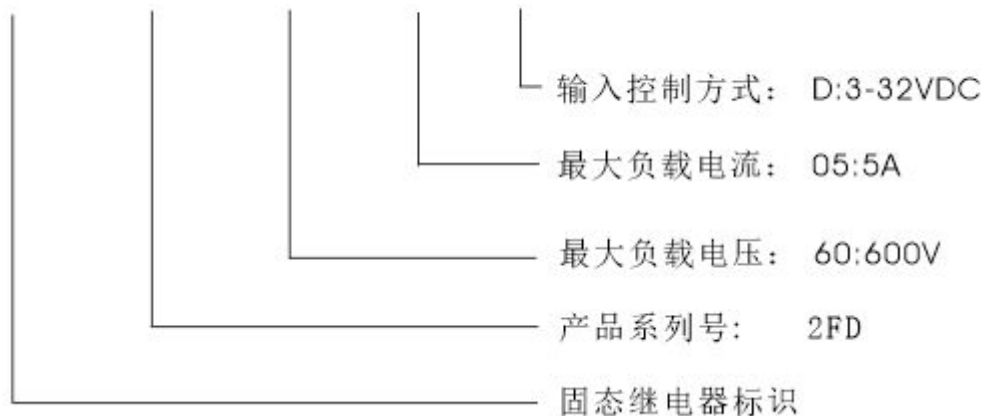 输入控制方式： D:3-32VDC
最大负载电流： 05:5A
最大负载电压： 60:600V
产品系列号: 2FD
固态继电器标识